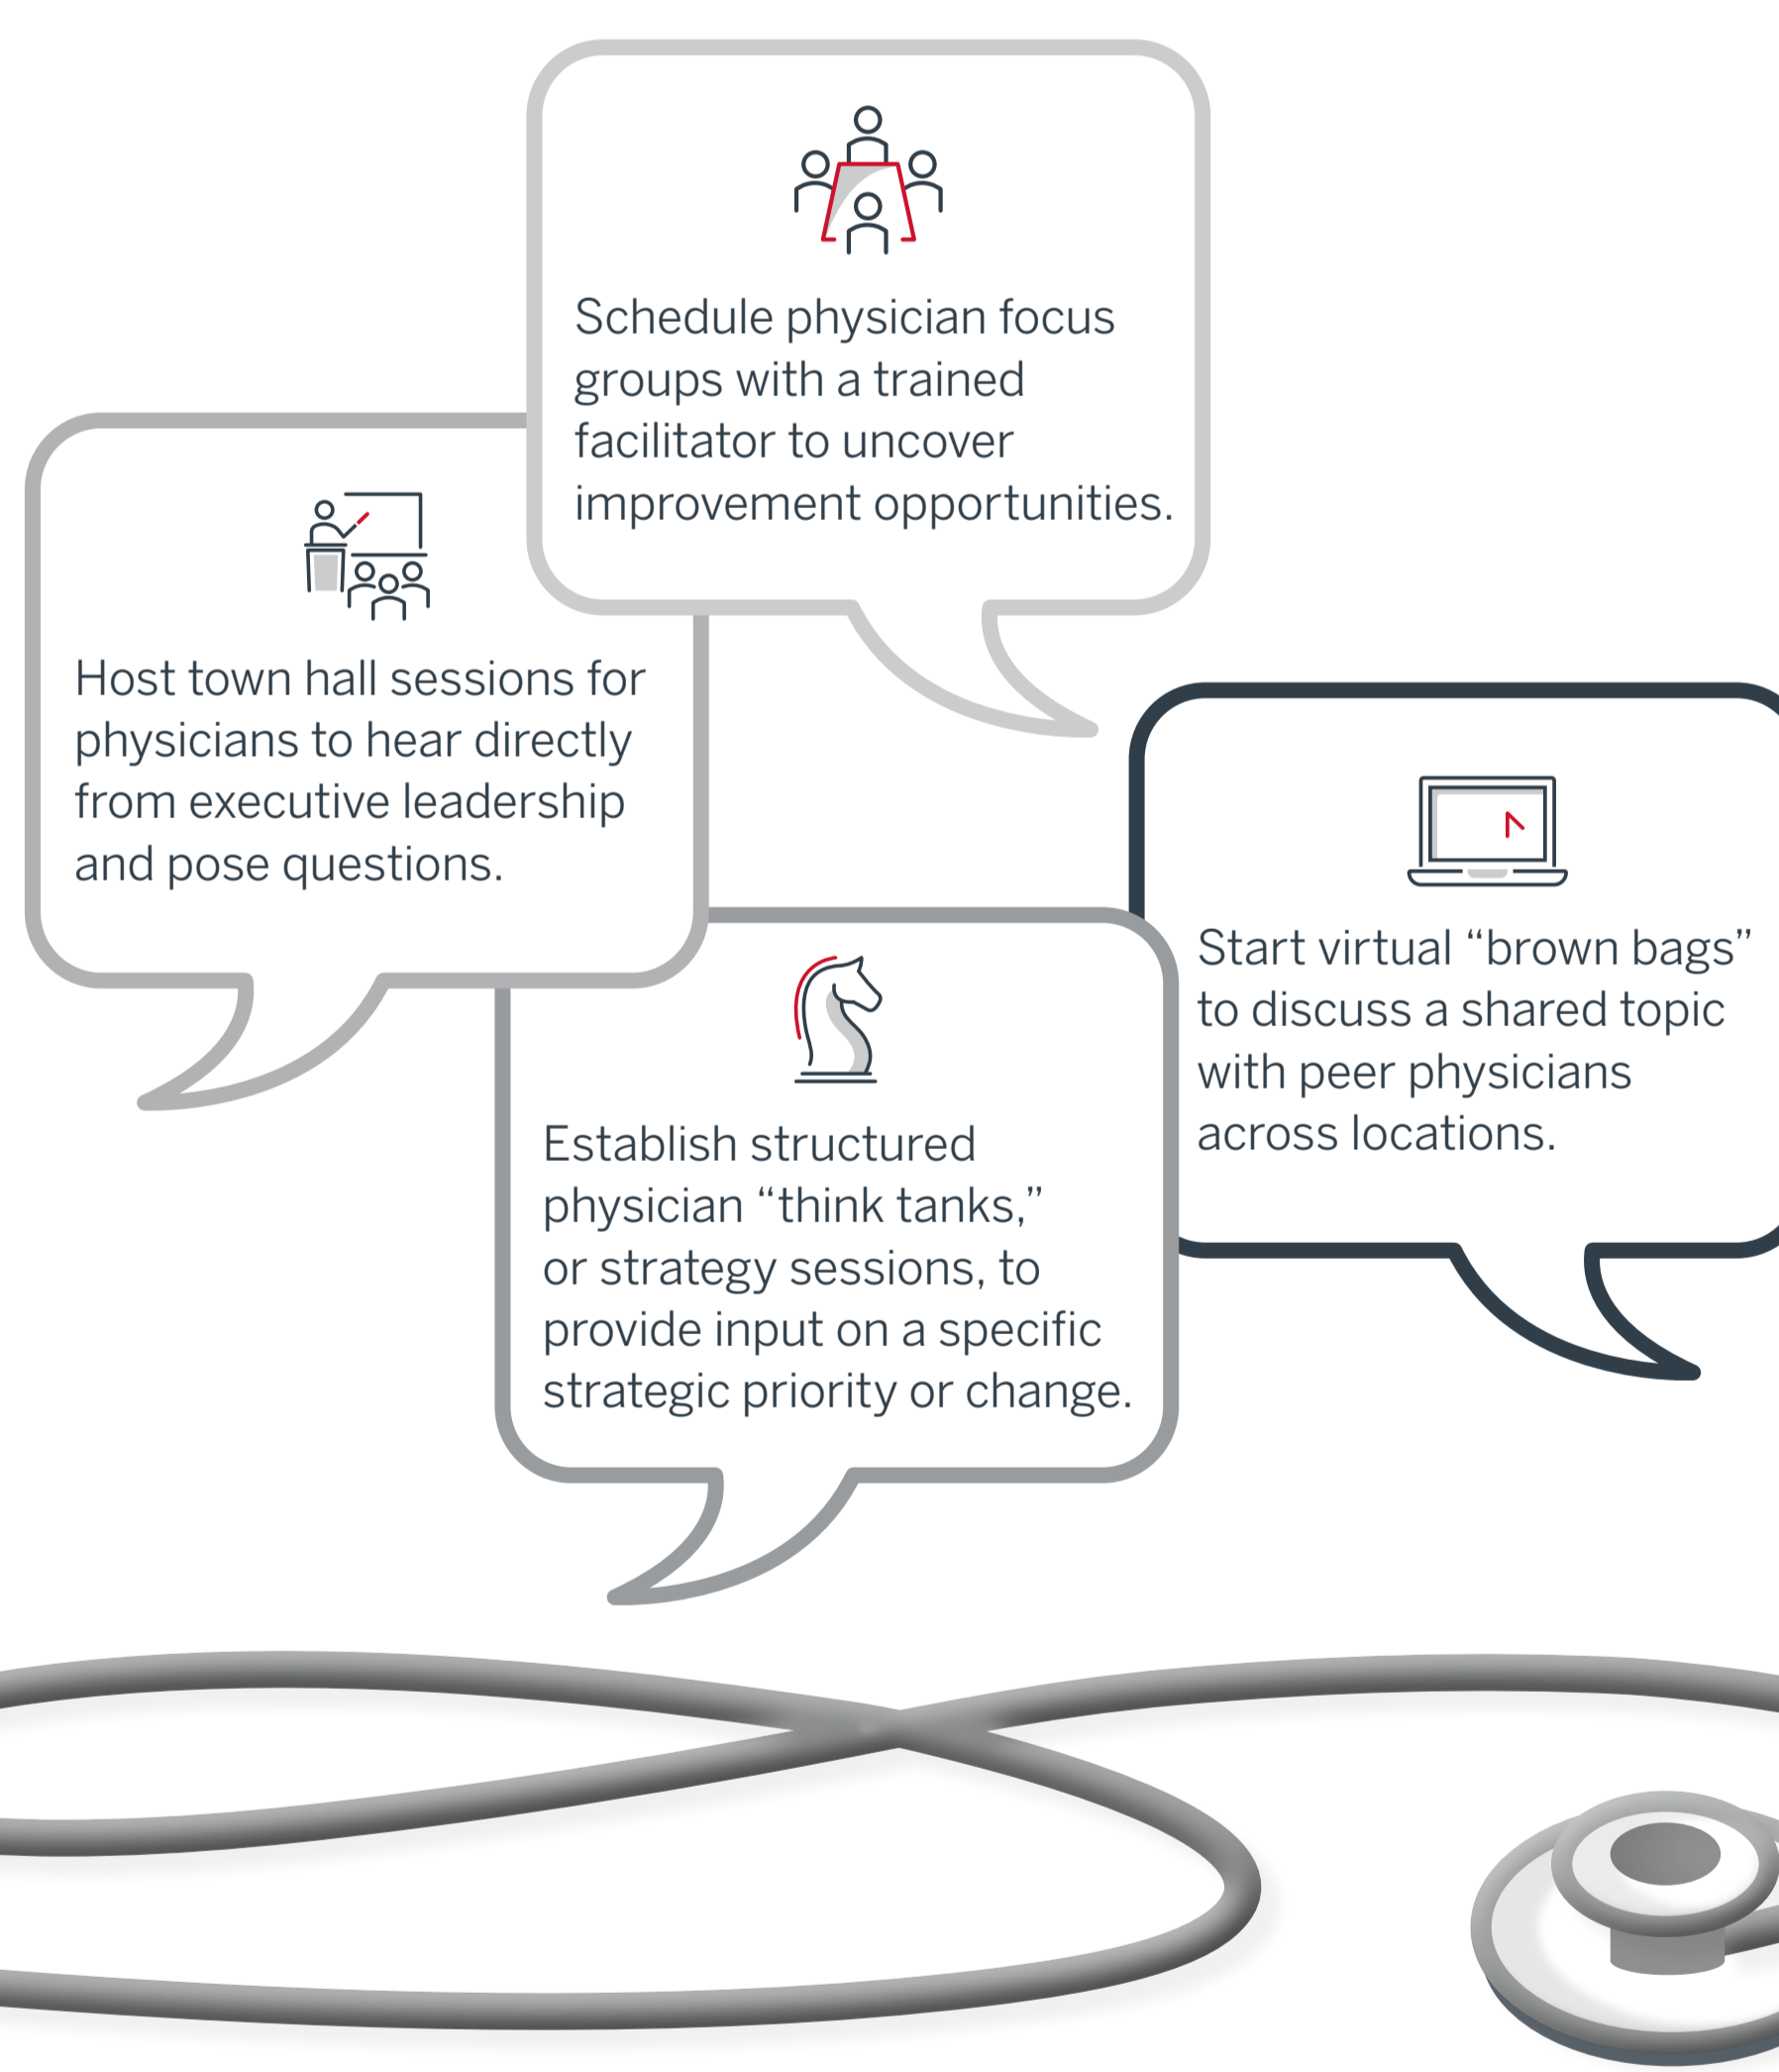 Schedule physician focus
groups with a trained
facilitator to uncover
improvement opportunities.
Host town hall sessions for
physicians to hear directly
from executive leadership
and pose questions.
Start virtual “brown bags”
to discuss a shared topic
with peer physicians
across locations.
Establish structured
physician “think tanks,”
or strategy sessions, to
provide input on a specific
strategic priority or change.